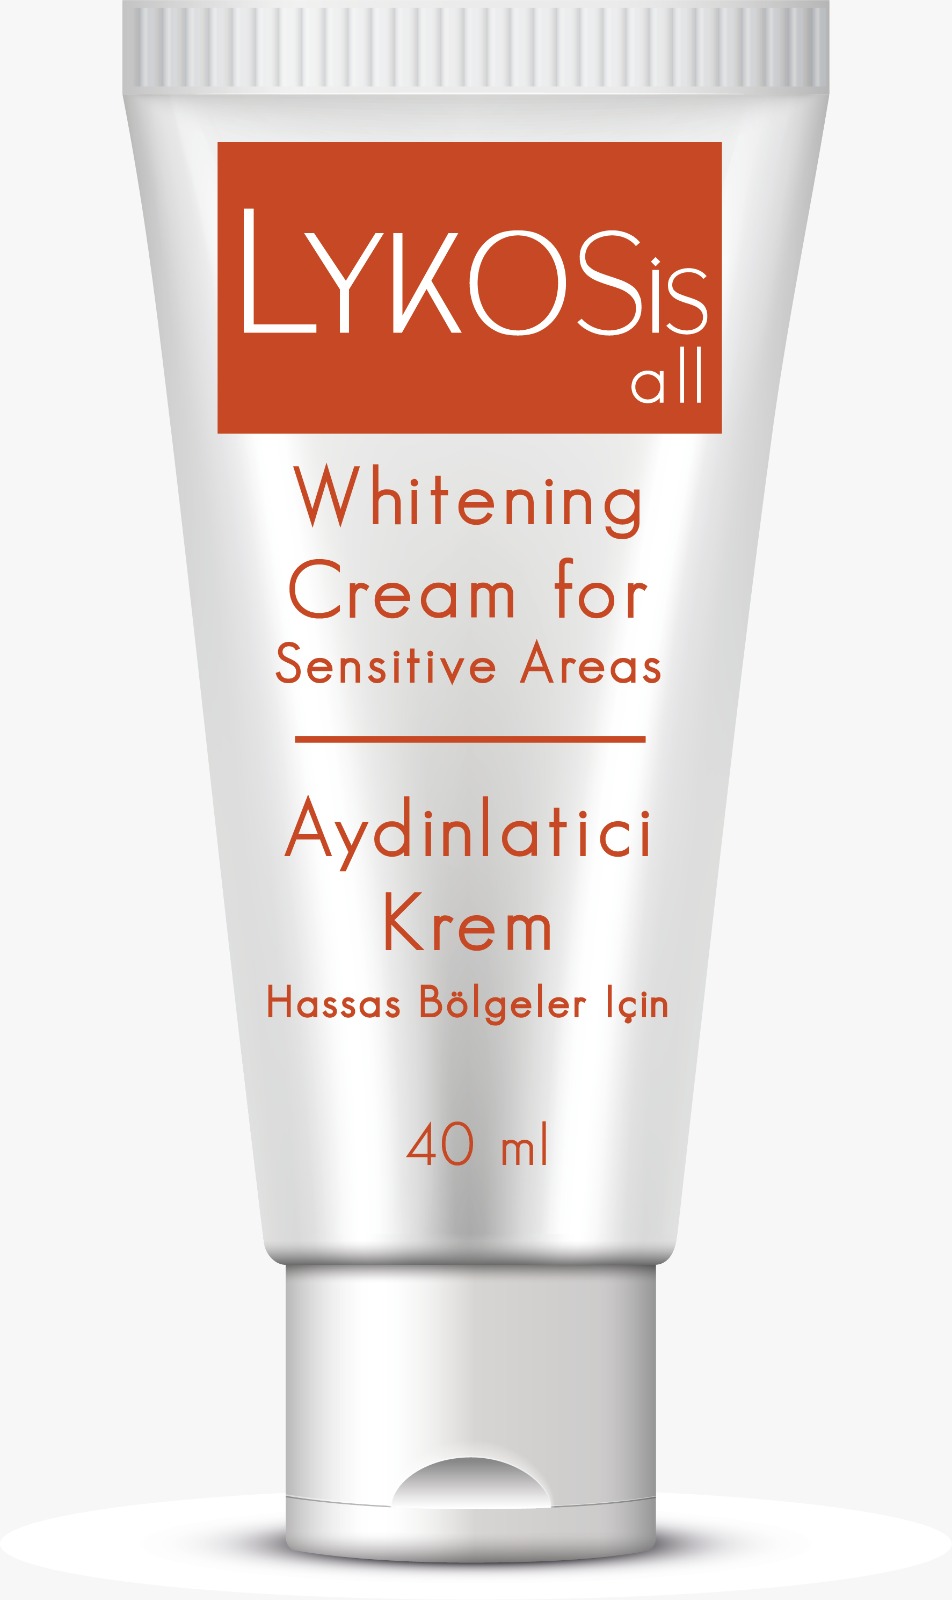 LYKOSis
all
Whitening
Cream for
Sensitive Areas
Aydinlatici
Krem
Hassas Bölgeler Için
40 ml